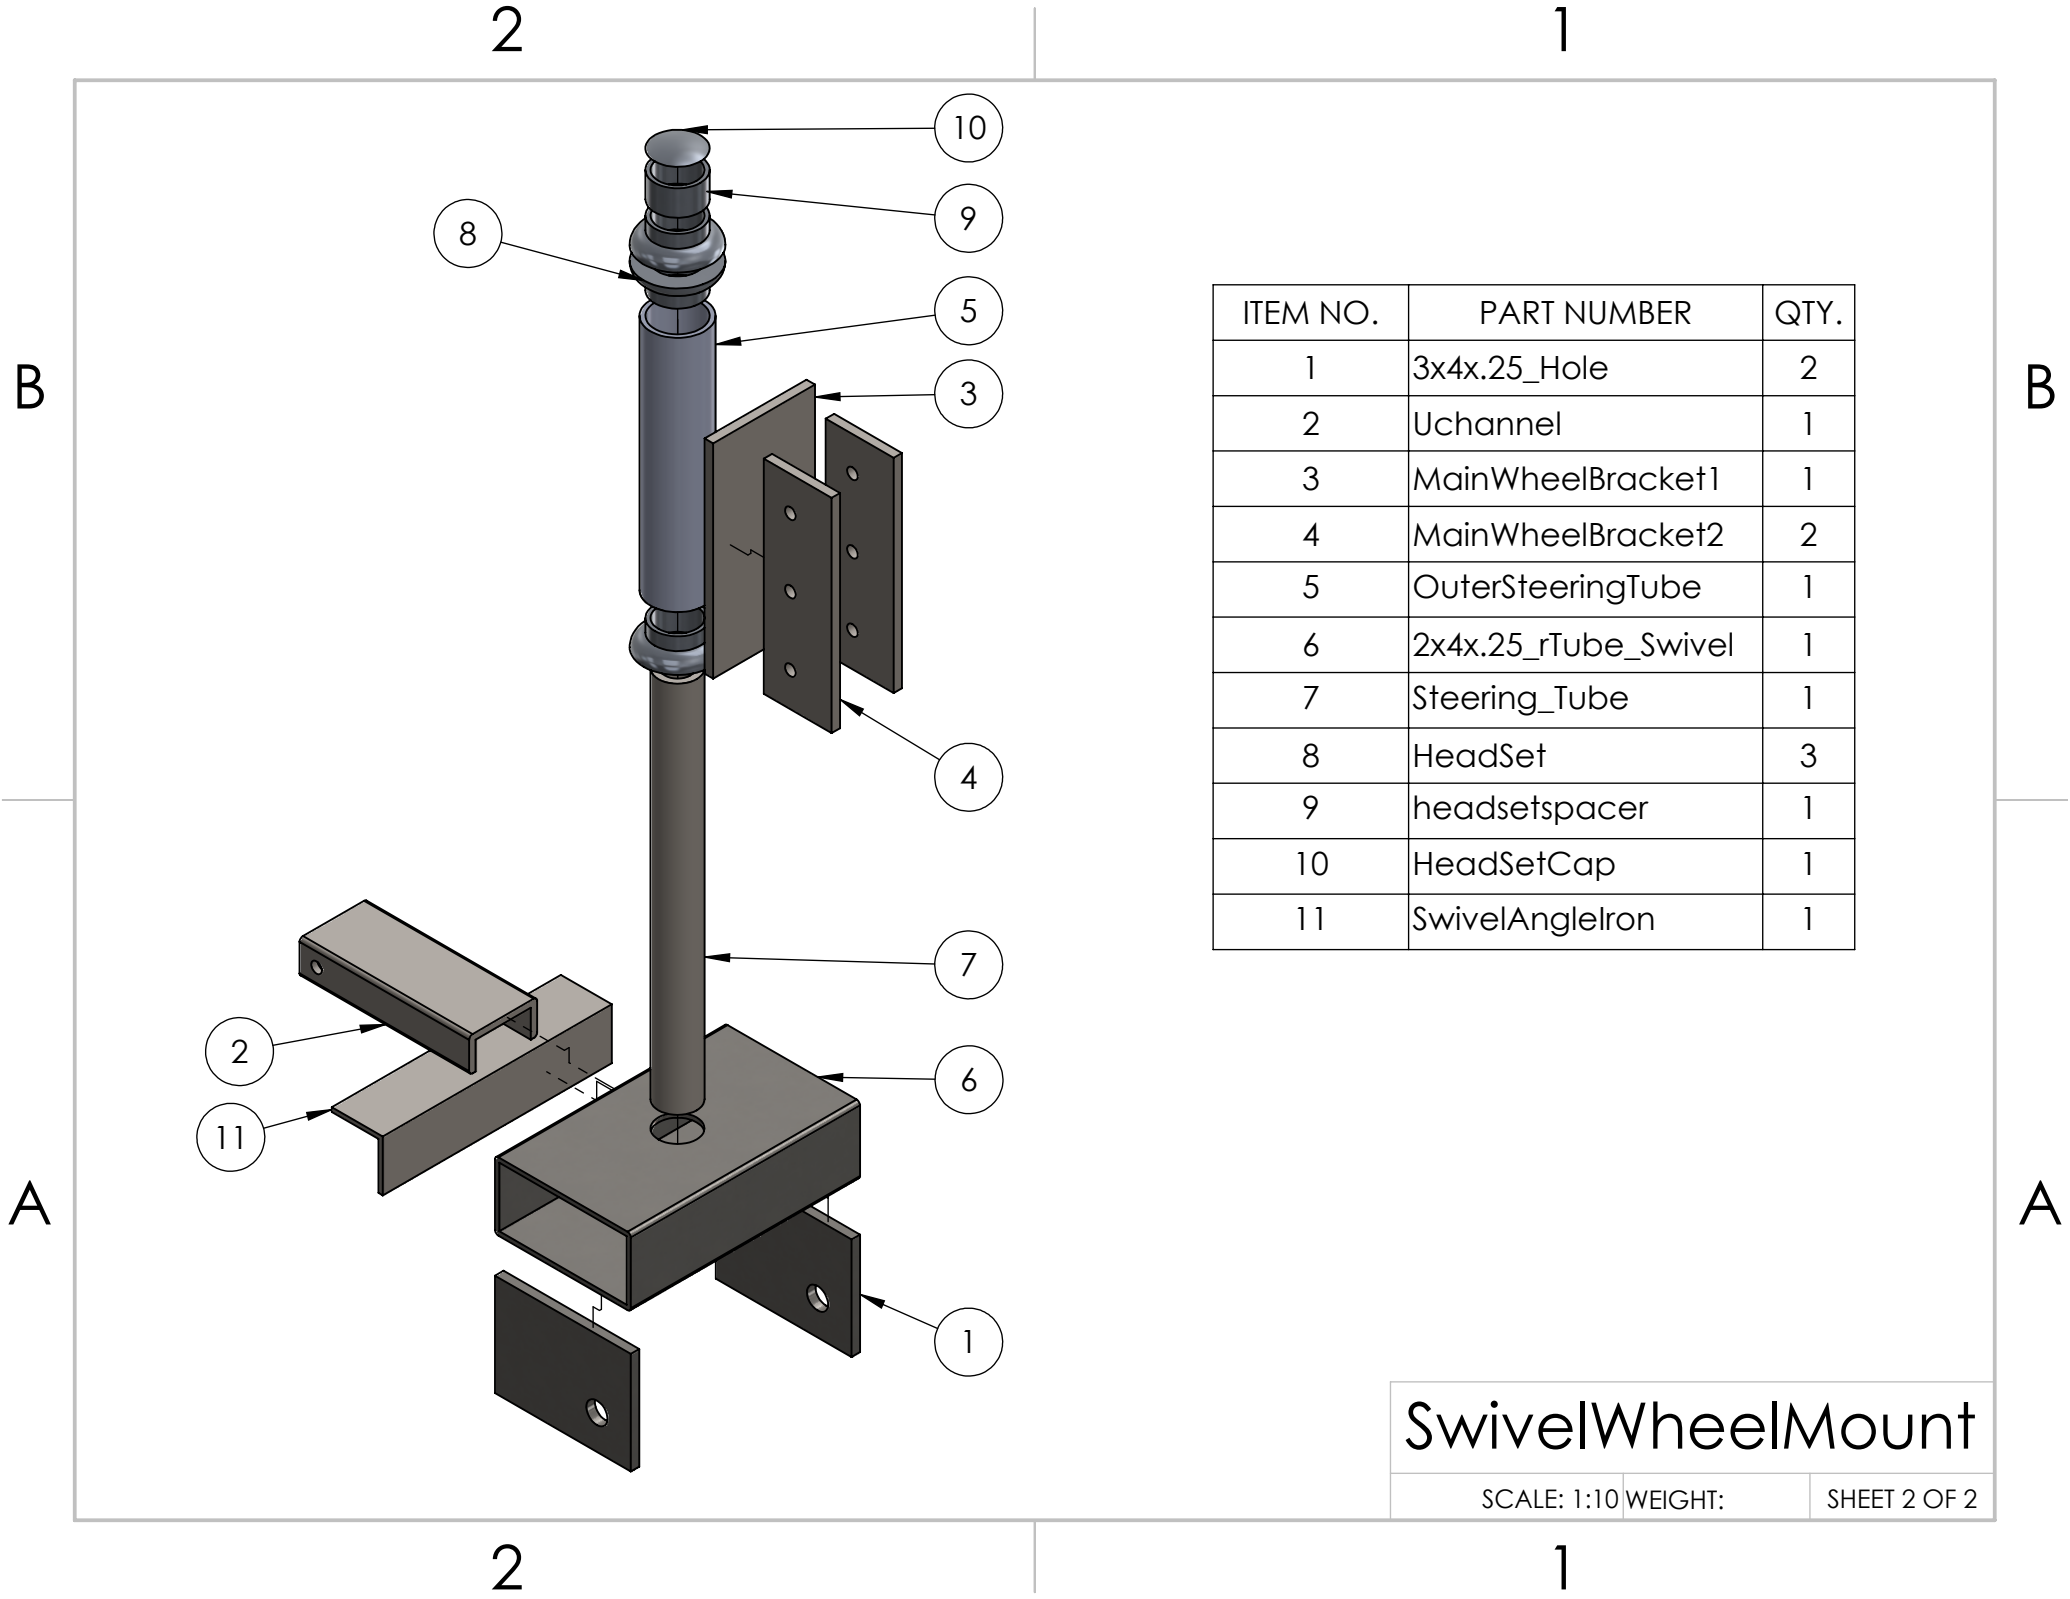 2 1
10
9
8
5
3
4
7
2
6
11
1
ITEM NO. PART NUMBER QTY.
1 3x4x.25_Hole 2
2 Uchannel 1
3 MainWheelBracket1 1
4 MainWheelBracket2 2
5 OuterSteeringTube 1
6 2x4x.25_rTube_Swivel 1
7 Steering_Tube 1
8 HeadSet 3
9 headsetspacer 1
10 HeadSetCap 1
11 SwivelAngleIron 1
B B
A A
SwivelWheelMount
SCALE: 1:10 WEIGHT: SHEET 2 OF 2
2 1